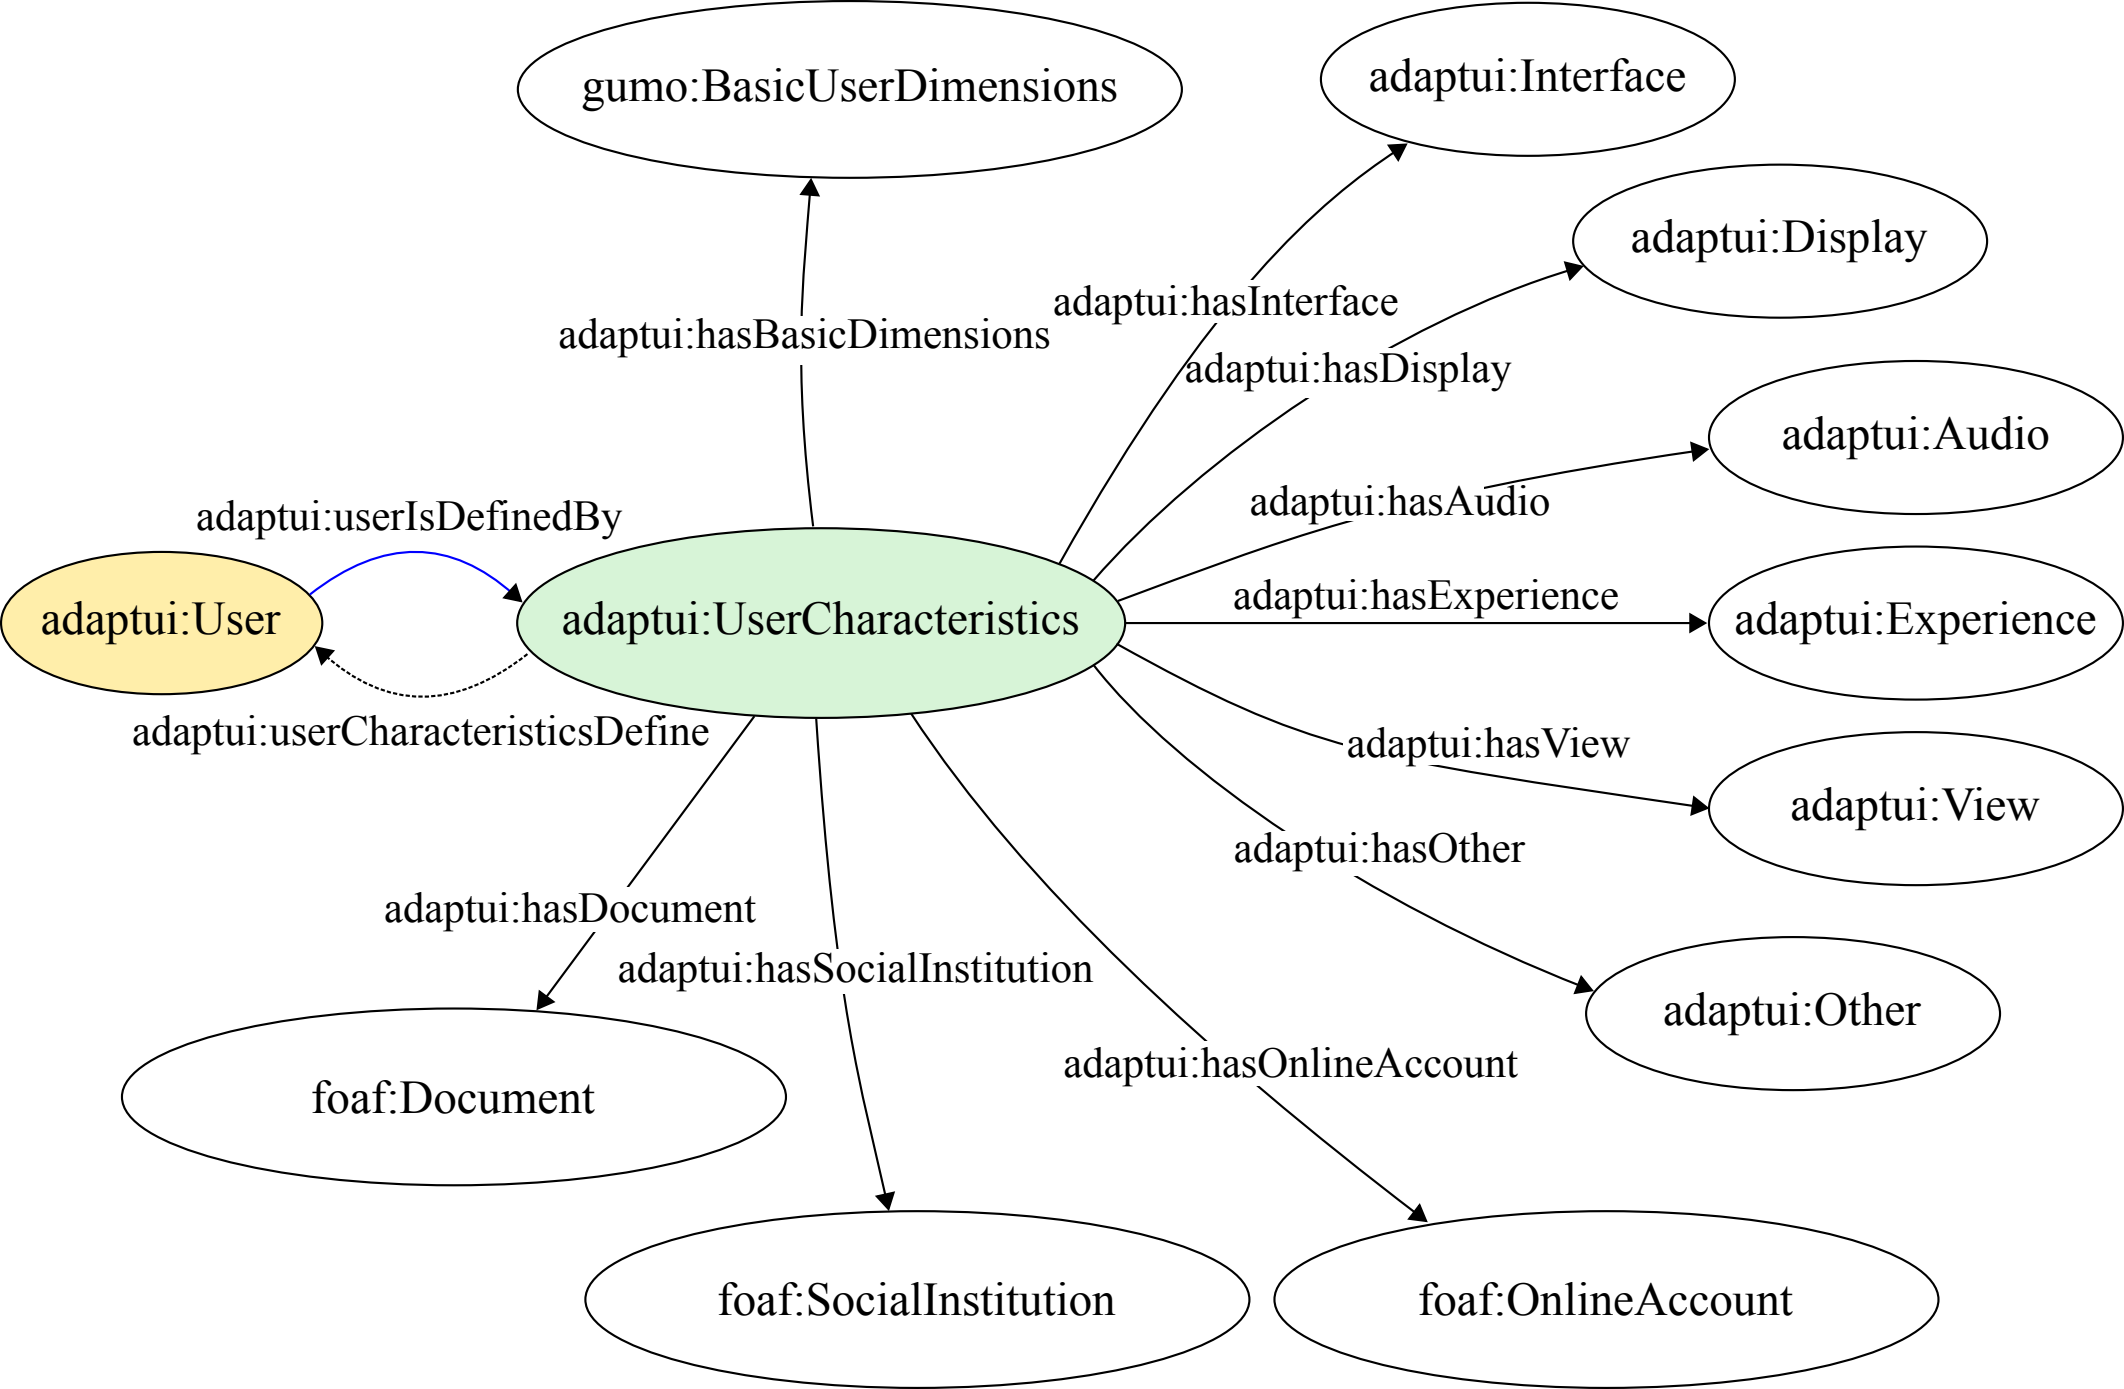 gumo:BasicUserDimensions
adaptui:Interface
adaptui:Display
adaptui:hasInterface
adaptui:hasBasicDimensions
adaptui:hasDisplay
adaptui:Audio
adaptui:hasAudio
adaptui:userIsDefinedBy
adaptui:hasExperience
adaptui:User
adaptui:UserCharacteristics
adaptui:Experience
adaptui:userCharacteristicsDefine
adaptui:hasView
adaptui:View
adaptui:hasOther
adaptui:hasDocument
adaptui:hasSocialInstitution
adaptui:Other
adaptui:hasOnlineAccount
foaf:Document
foaf:SocialInstitution
foaf:OnlineAccount